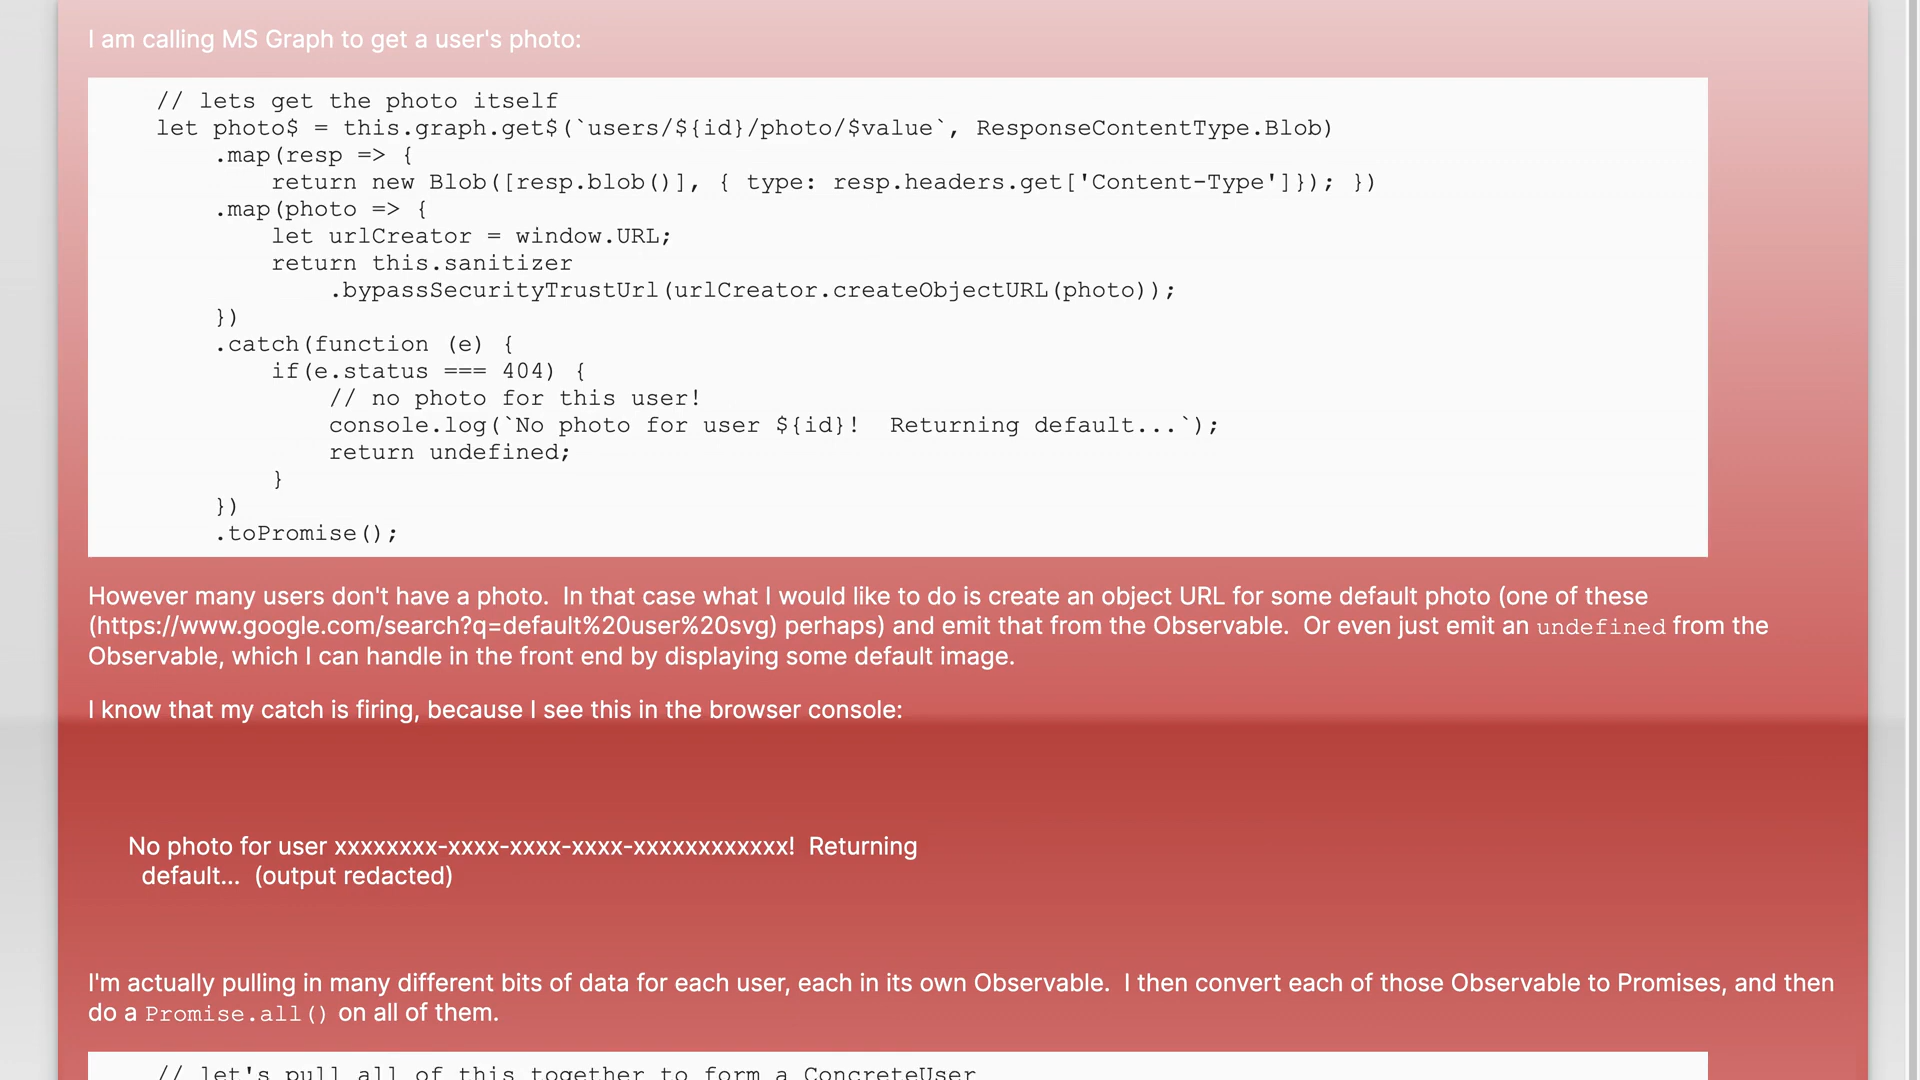 I am calling MS Graph to get a user's photo:
// lets get the photo itself
let photo$ = this.graph.get$(`users/${id}/photo/$value`, ResponseContentType.Blob)
.map(resp => {
return new Blob([resp.blob()], { type: resp.headers.get['Content-Type']}); })
.map(photo => {
let urlCreator = window.URL;
return this.sanitizer
.bypassSecurityTrustUrl(urlCreator.createObjectURL(photo));
})
.catch(function (e) {
if(e.status === 404) {
// no photo for this user!
console.log(`No photo for user ${id}!  Returning default...`);
return undefined;
}
})
.toPromise();
However many users don't have a photo.  In that case what I would like to do is create an object URL for some default photo (one of these
(https://www.google.com/search?q=default%20user%20svg) perhaps) and emit that from the Observable.  Or even just emit an undefined from the
Observable, which I can handle in the front end by displaying some default image.
I know that my catch is firing, because I see this in the browser console:
No photo for user xxxxxxxx-xxxx-xxxx-xxxx-xxxxxxxxxxxx!  Returning
default...  (output redacted)
I'm actually pulling in many different bits of data for each user, each in its own Observable.  I then convert each of those Observable to Promises, and then
do a Promise.all() on all of them.
// let's pull all of this together to form a ConcreteUser